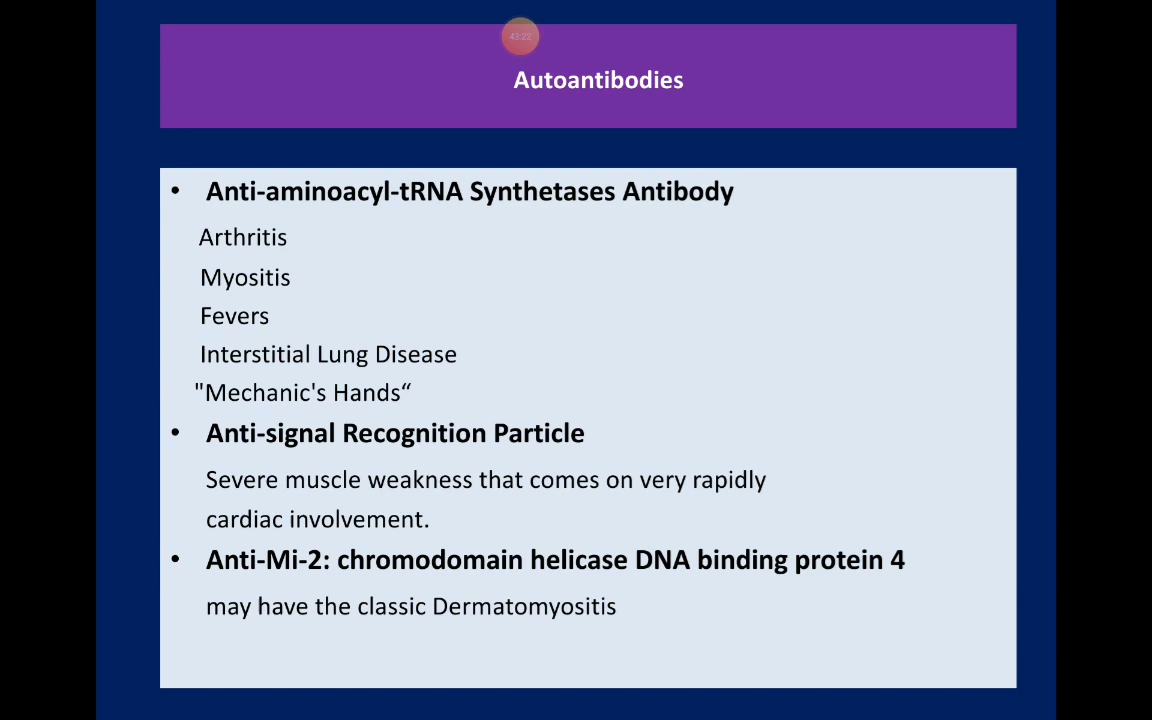 43:22
Autoantibodies
• Anti-aminoacyl-tRNA Synthetases Antibody
Arthritis
Myositis
Fevers
Interstitial Lung Disease
"Mechanic's Hands“
• Anti-signal Recognition Particle
Severe muscle weakness that comes on very rapidly
cardiac involvement.
• Anti-Mi-2: chromodomain helicase DNA binding protein 4
may have the classic Dermatomyositis